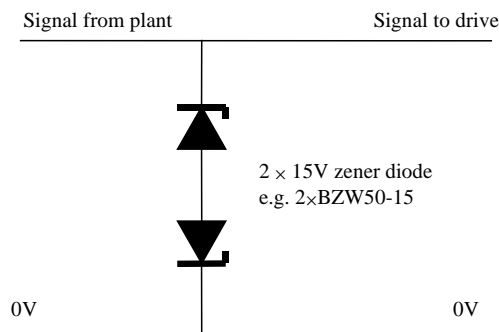 Signal from plant
Signal to drive
2 × 15V zener diode
e.g. 2×BZW50-15
0V
0V